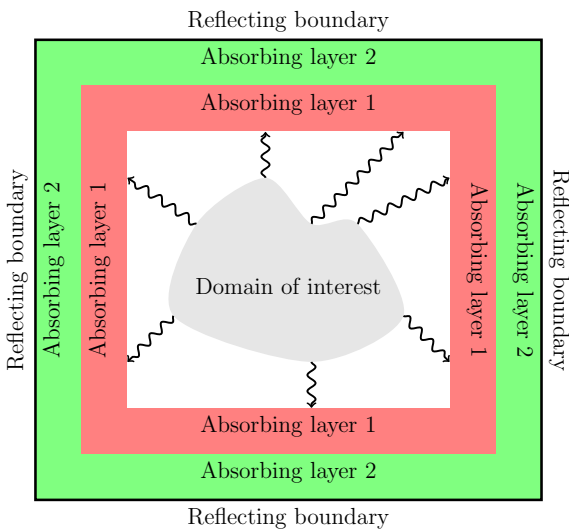 Reflecting boundary
Absorbing layer 2
Absorbing layer 1
Reflecting boundary
Absorbing layer 2
Absorbing layer 1
Domain of interest
Absorbing layer 1
Absorbing layer 2
Reflecting boundary
Absorbing layer 1
Absorbing layer 2
Reflecting boundary